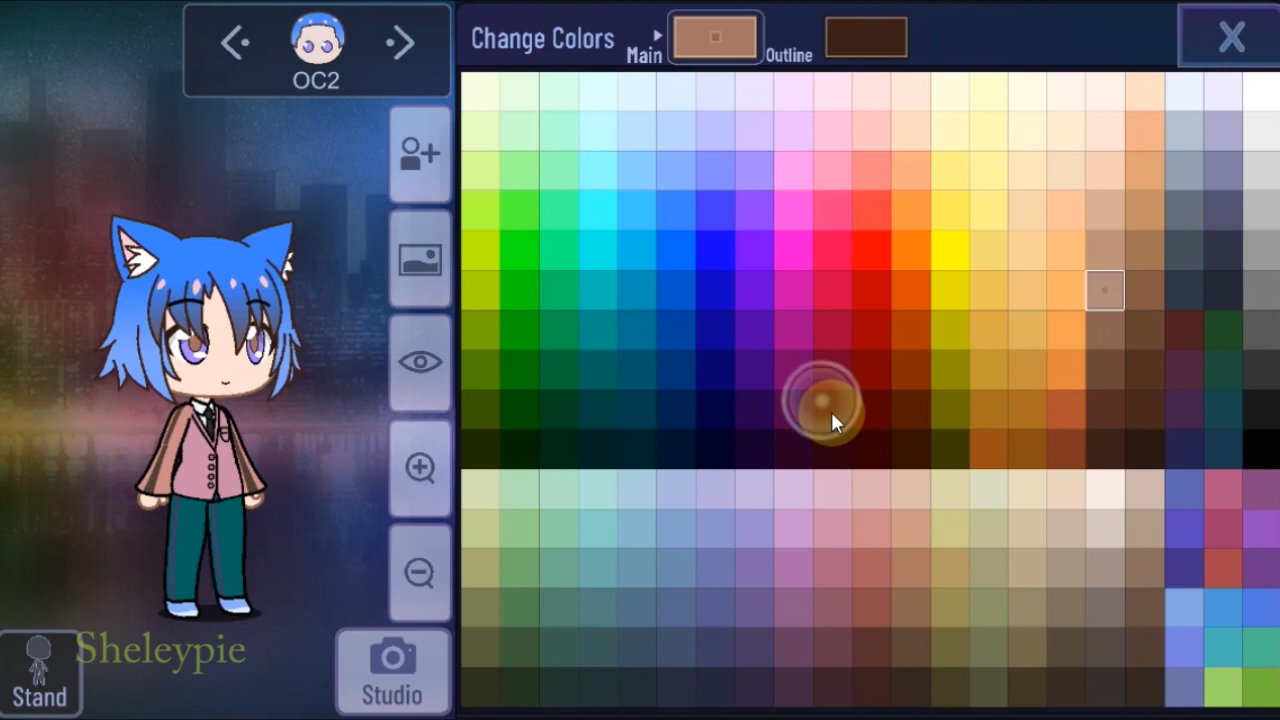 OC2
Change Colors
Main
Outline
X
Sheleypie
Stand
Studio